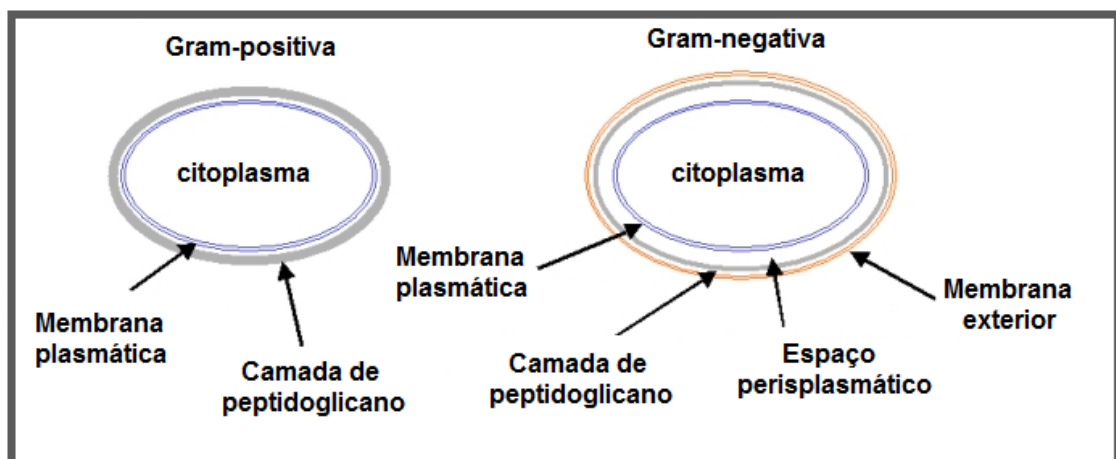 Gram-positiva
Gram-negativa
citoplasma
citoplasma
Membrana
plasmática
Camada de
peptidoglicano
Membrana
plasmática
Camada de
peptidoglicano
Espaço
perisplasmático
Membrana
exterior